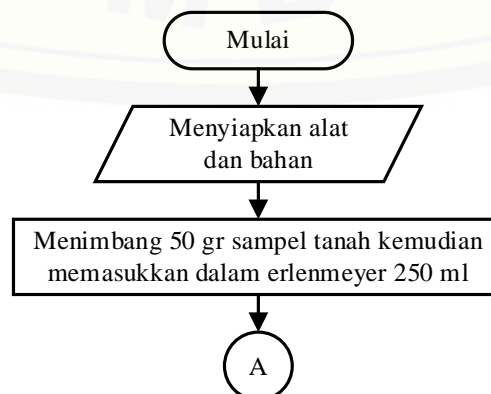 Mulai
Menyiapkan alat
dan bahan
Menimbang 50 gr sampel tanah kemudian
memasukkan dalam erlenmeyer 250 ml
A